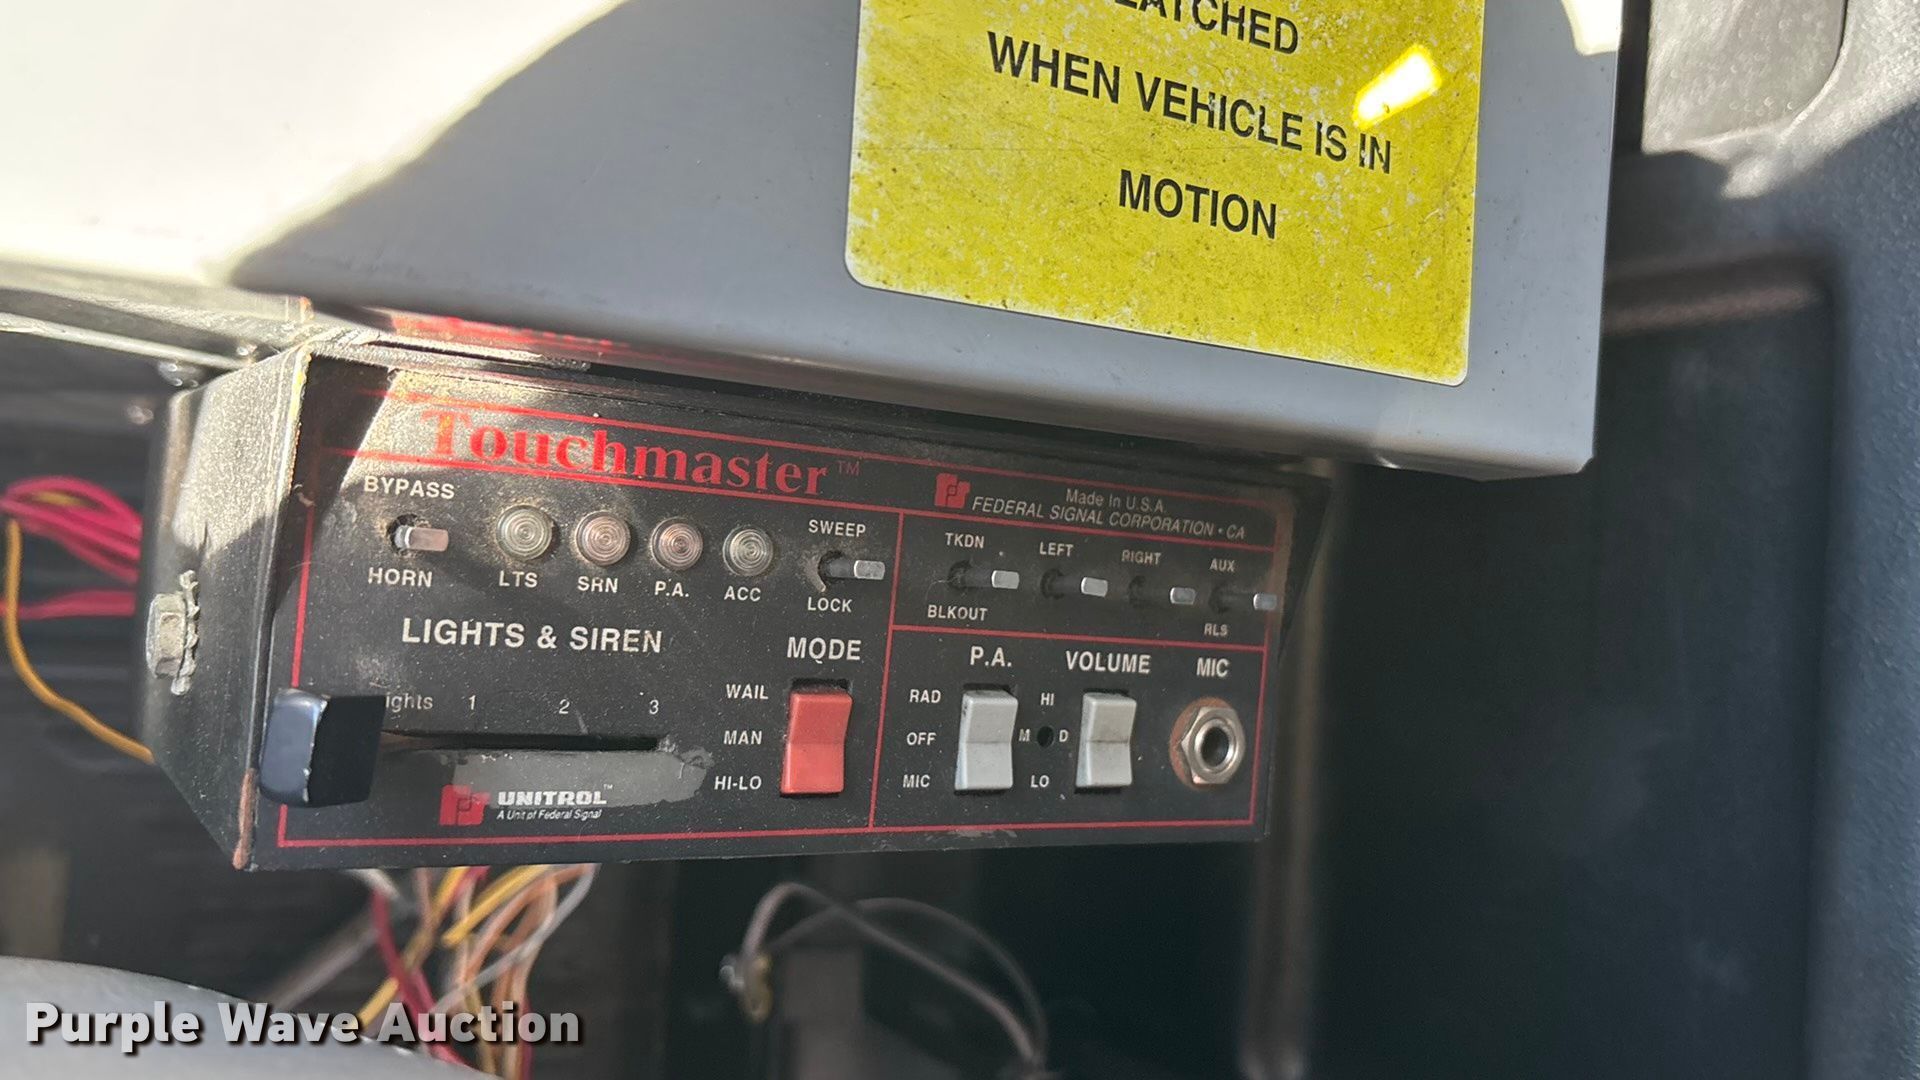 LATCHED
WHEN VEHICLE IS IN
MOTION
Touchmaster™
Made In U.S.A.
FEDERAL SIGNAL CORPORATION • CA
BYPASS
HORN
LTS
SRN
P.A.
ACC
SWEEP
LOCK
TKDN
BLKOUT
LEFT
RIGHT
AUX
RLS
LIGHTS & SIREN
ights 1 2 3
MODE
WAIL
MAN
HI-LO
P.A.
RAD
OFF
MIC
VOLUME
HI
M D
LO
MIC
UNITROL™
A Unit of Federal Signal
Purple Wave Auction